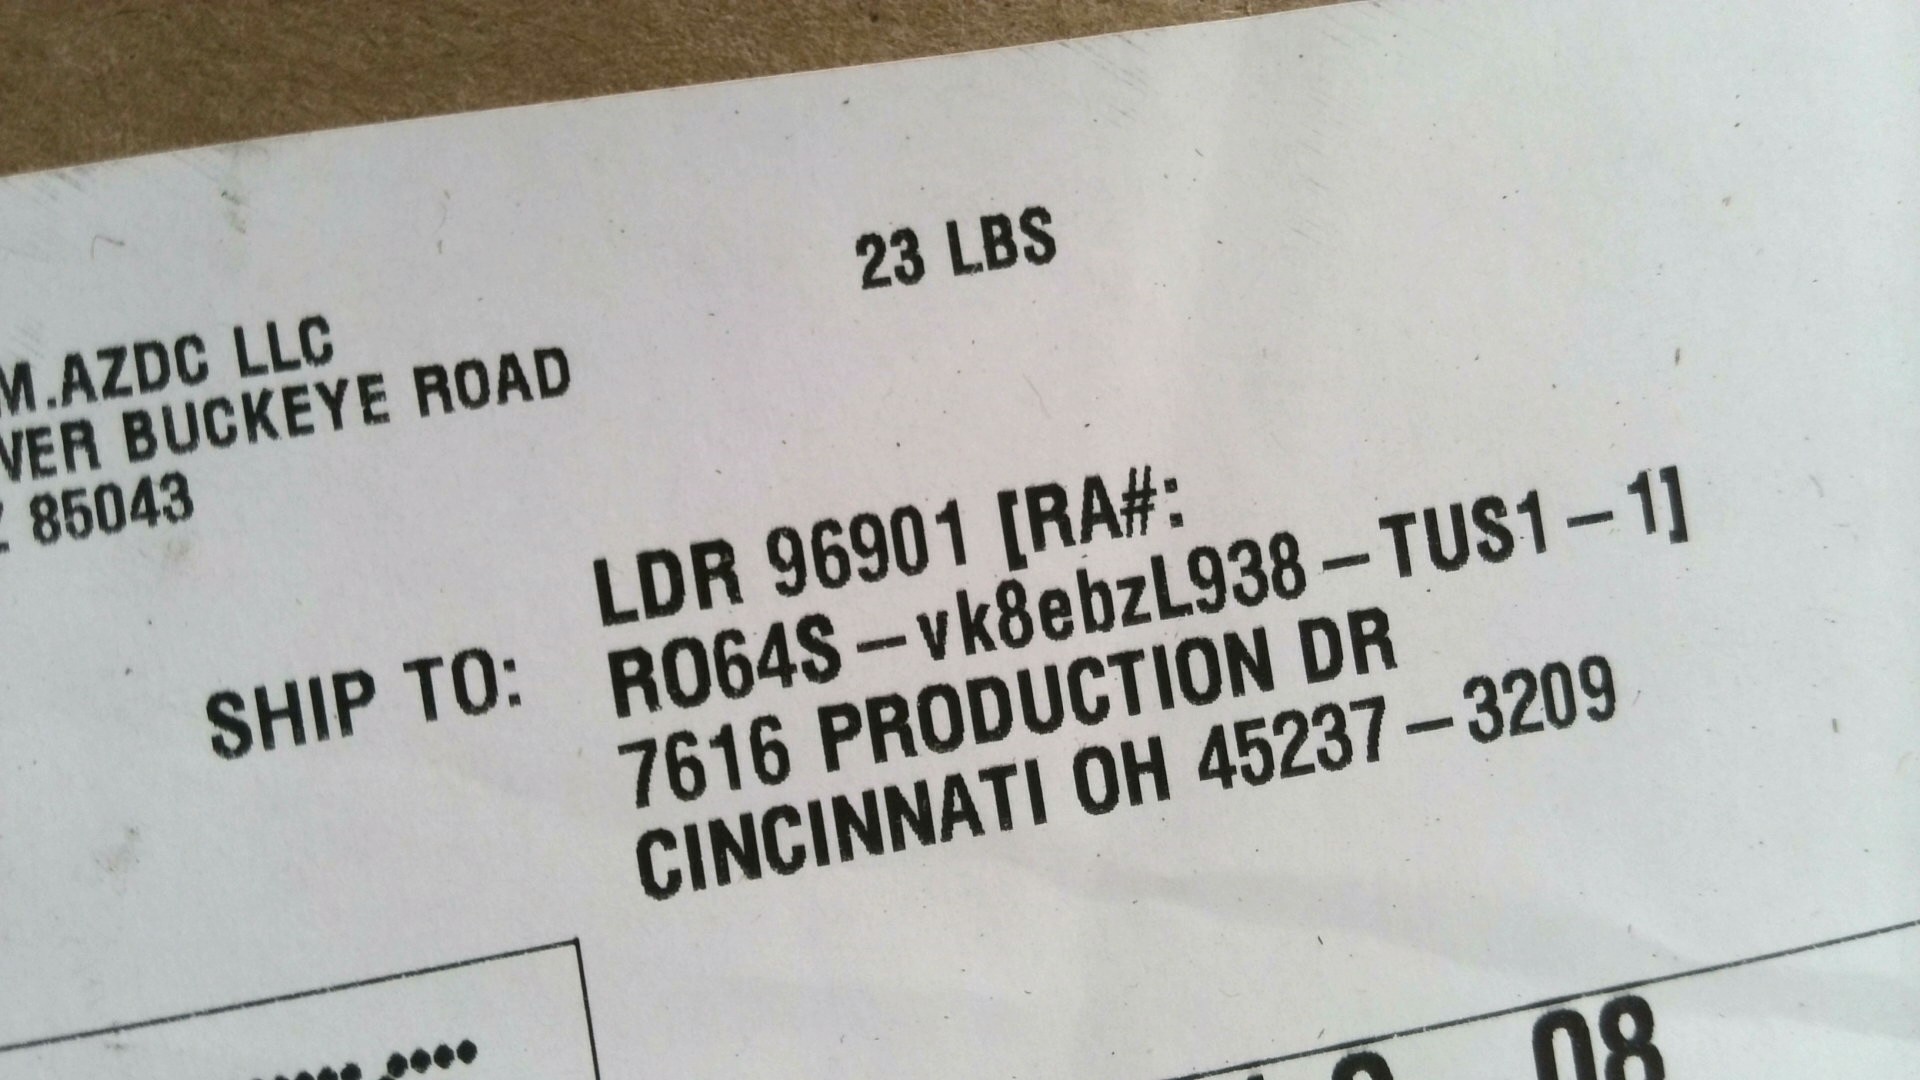 23 LBS
M.AZDC LLC
VER BUCKEYE ROAD
85043
SHIP TO:
LDR 96901 [RA#:
RO64S-vk8ebzL938-TUS1-1]
7616 PRODUCTION DR
CINCINNATI OH 45237-3209
08